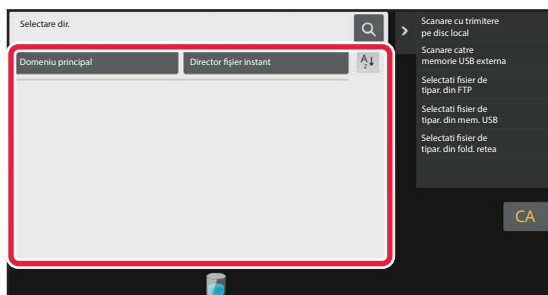 Selectare dir.
Domeniu principal
Director fișier instant
A
Z
Scanare cu trimitere
pe disc local
Scanare catre
memorie USB externa
Selectati fisier de
tipar. din FTP
Selectati fisier de
tipar. din mem. USB
Selectati fisier de
tipar. din fold. retea
CA